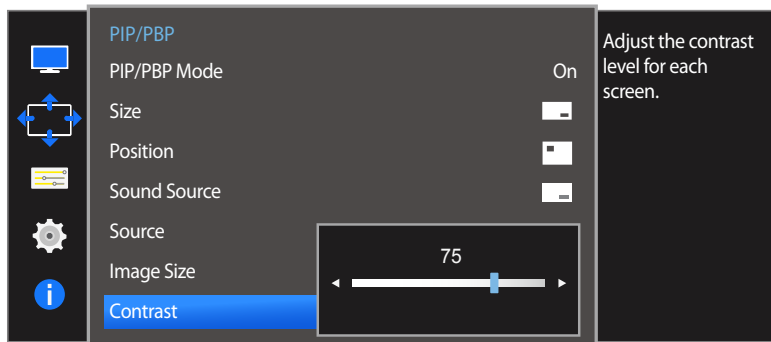 PIP/PBP
PIP/PBP Mode On
Size
Position
Sound Source
Source
Image Size
Contrast
75
Adjust the contrast
level for each
screen.
i